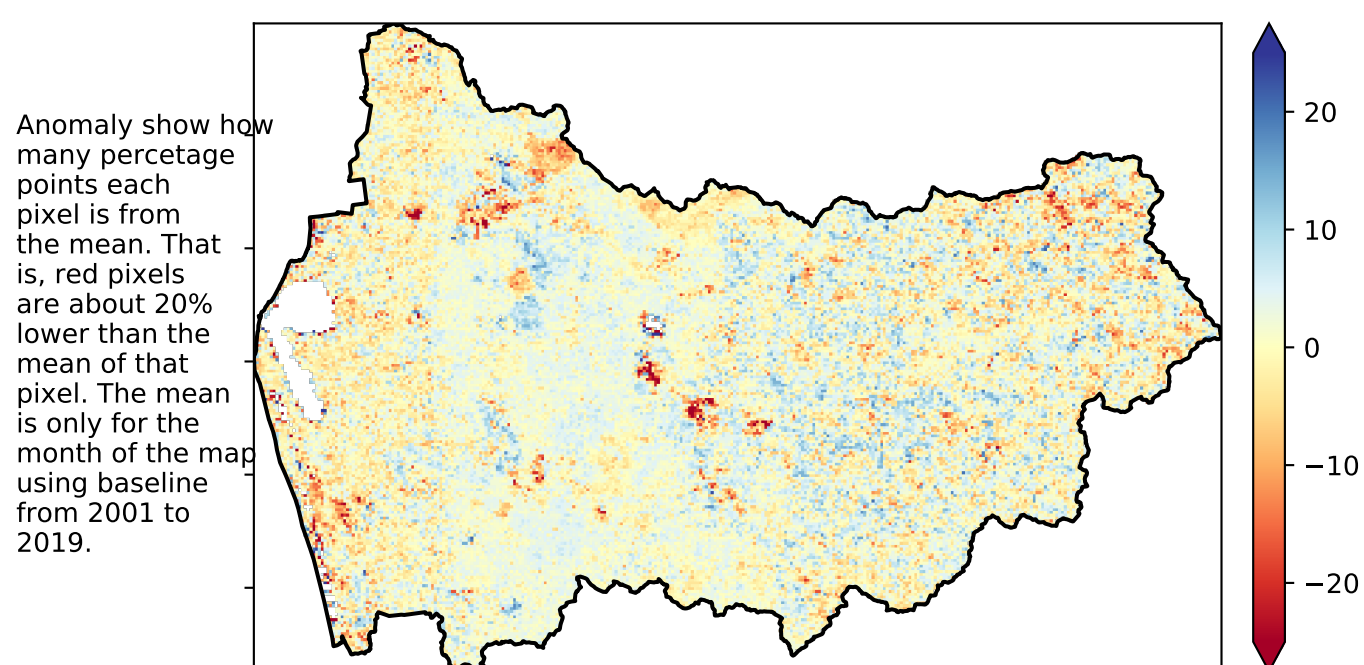 Anomaly show how
many percetage
points each
pixel is from
the mean. That
is, red pixels
are about 20%
lower than the
mean of that
pixel. The mean
is only for the
month of the map
using baseline
from 2001 to
2019.
20
10
0
−10
−20